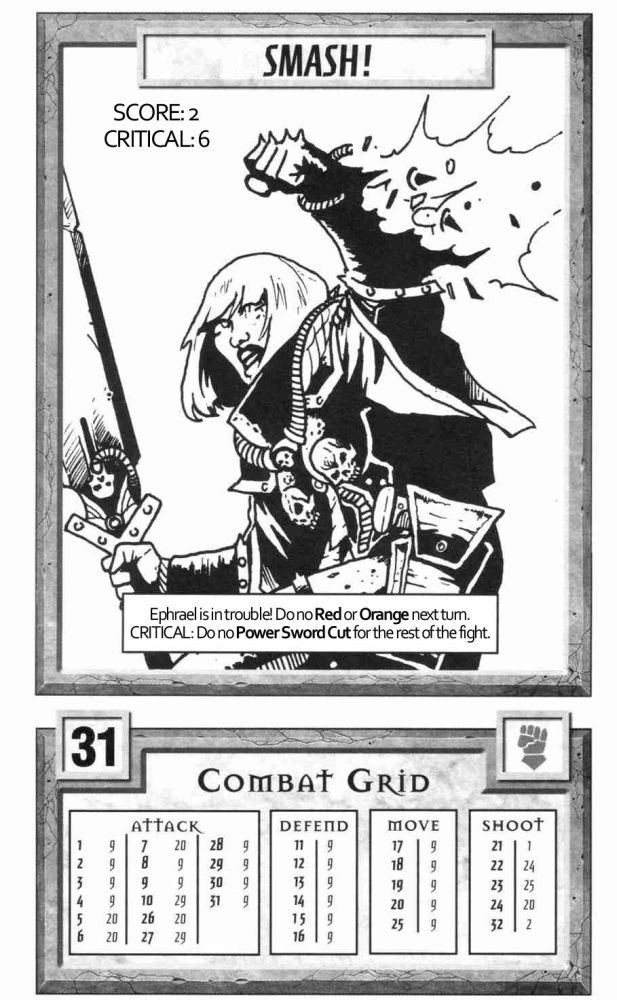 SMASH!
SCORE: 2
CRITICAL: 6
Ephrael is in trouble! Do no Red or Orange next turn.
CRITICAL: Do no Power Sword Cut for the rest of the fight.
31
COMBAT GRID
ATTACK DEFEND MOVE SHOOT
1 9 7 20 28 9 11 9 17 9 21 1
2 9 8 9 29 9 12 9 18 9 22 24
3 9 9 9 30 9 13 9 19 9 23 25
4 9 10 29 31 9 14 9 20 9 24 20
5 20 26 20 15 9 25 9 32 2
6 20 27 29 16 9